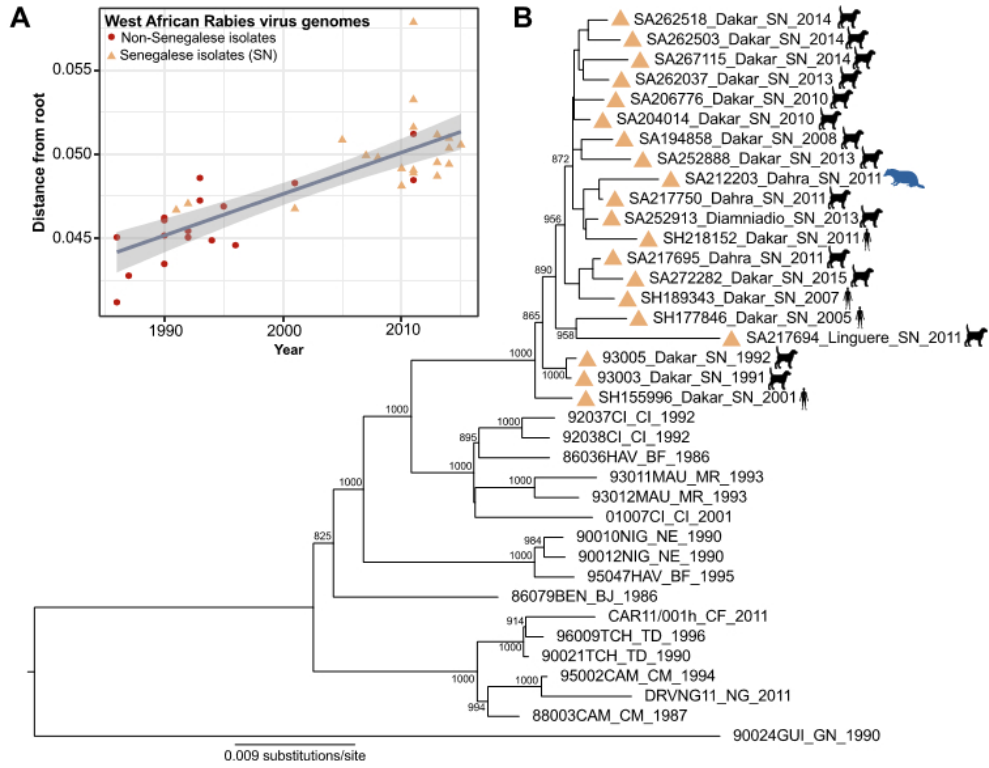 A
West African Rabies virus genomes
Non-Senegalese isolates
Senegalese isolates (SN)
0.055
0.050
0.045
Distance from root
1990
2000
2010
Year
B
SA262518_Dakar_SN_2014
SA262503_Dakar_SN_2014
SA267115_Dakar_SN_2014
SA262037_Dakar_SN_2013
SA206776_Dakar_SN_2010
SA204014_Dakar_SN_2010
SA194858_Dakar_SN_2008
872
SA252888_Dakar_SN_2013
SA212203_Dahra_SN_2011
SA217750_Dahra_SN_2011
956
SA252913_Diamniadio_SN_2013
SH218152_Dakar_SN_2011
SA217695_Dahra_SN_2011
890
SA272282_Dakar_SN_2015
SH189343_Dakar_SN_2007
865
SH177846_Dakar_SN_2005
958
SA217694_Linguere_SN_2011
1000
93005_Dakar_SN_1992
1000
93003_Dakar_SN_1991
SH155996_Dakar_SN_2001
1000
92037CI_CI_1992
1000
92038CI_CI_1992
895
86036HAV_BF_1986
1000
93011MAU_MR_1993
1000
93012MAU_MR_1993
1000
01007CI_CI_2001
90010NIG_NE_1990
984
825
90012NIG_NE_1990
1000
95047HAV_BF_1995
86079BEN_BJ_1986
CAR11/001h_CF_2011
914
96009TCH_TD_1996
1000
90021TCH_TD_1990
1000
95002CAM_CM_1994
1000
DRVNG11_NG_2011
994
88003CAM_CM_1987
90024GUI_GN_1990
0.009 substitutions/site